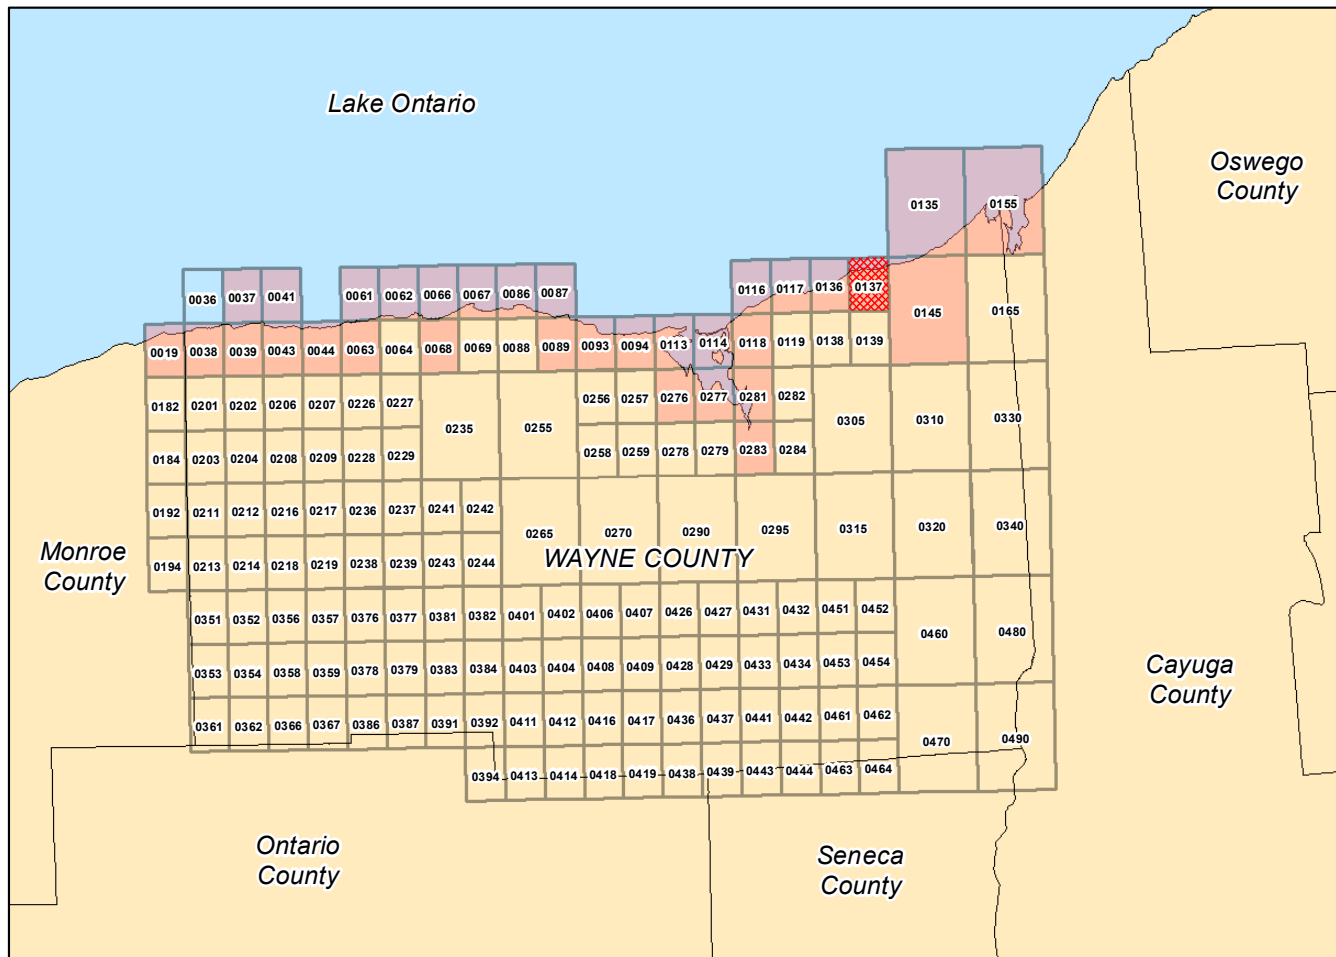 Lake Ontario
Oswego
County
0135 0155
0036 0037 0041 0061 0062 0066 0067 0086 0087 0116 0117 0136 0137
0145 0165
0019 0038 0039 0043 0044 0063 0064 0068 0069 0088 0089 0093 0094 0113 0114 0118 0119 0138 0139
0182 0201 0202 0206 0207 0226 0227 0256 0257 0276 0277 0281 0282
0235 0255 0305 0310 0330
0184 0203 0204 0208 0209 0228 0229 0258 0259 0278 0279 0283 0284
0192 0211 0212 0216 0217 0236 0237 0241 0242
0265 0270 0290 0295 0315 0320 0340
Monroe
County
WAYNE COUNTY
0194 0213 0214 0218 0219 0238 0239 0243 0244
0351 0352 0356 0357 0376 0377 0381 0382 0401 0402 0406 0407 0426 0427 0431 0432 0451 0452
0460 0480
0353 0354 0358 0359 0378 0379 0383 0384 0403 0404 0408 0409 0428 0429 0433 0434 0453 0454
Cayuga
County
0361 0362 0366 0367 0386 0387 0391 0392 0411 0412 0416 0417 0436 0437 0441 0442 0461 0462
0470 0490
0394 0413 0414 0418 0419 0438 0439 0443 0444 0463 0464
Ontario
County
Seneca
County